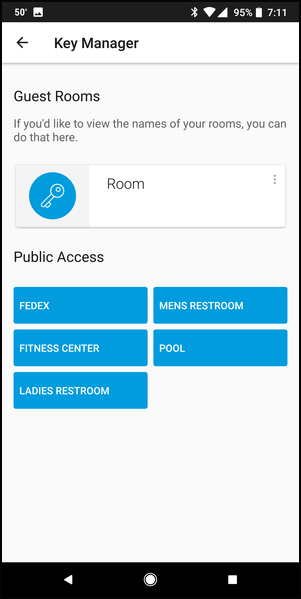 50° 95% 7:11
Key Manager
Guest Rooms
If you'd like to view the names of your rooms, you can
do that here.
Room
Public Access
FEDEX MENS RESTROOM
FITNESS CENTER POOL
LADIES RESTROOM